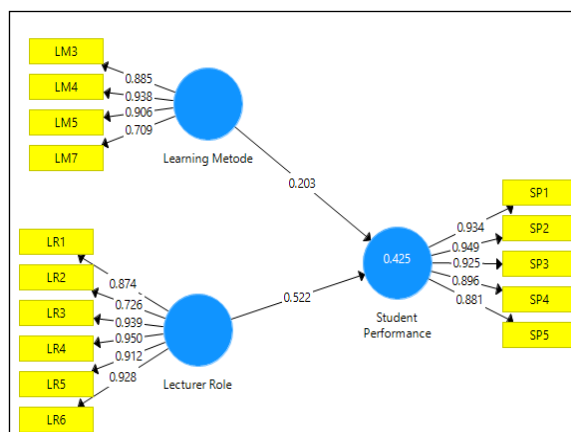 LM3
LM4
LM5
LM7
0.885
0.938
0.906
0.709
Learning Metode
0.203
LR1
LR2
LR3
LR4
LR5
LR6
0.874
0.726
0.939
0.950
0.912
0.928
Lecturer Role
0.522
0.425
Student
Performance
0.934
0.949
0.925
0.896
0.881
SP1
SP2
SP3
SP4
SP5